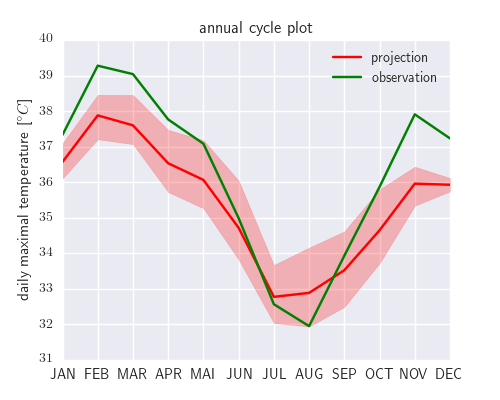 annual cycle plot
projection
observation
daily maximal temperature [°C]
40
39
38
37
36
35
34
33
32
31
JAN FEB MAR APR MAI JUN JUL AUG SEP OCT NOV DEC